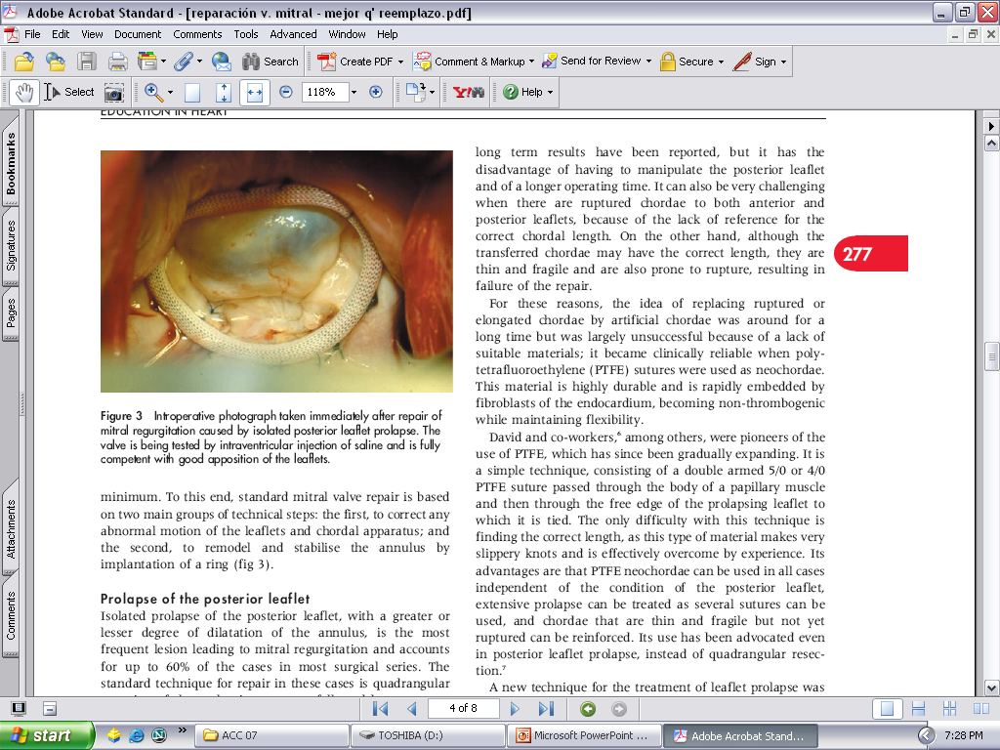 Adobe Acrobat Standard - [reparación v. mitral - mejor q' reemplazo.pdf]
File Edit View Document Comments Tools Advanced Window Help
Search Create PDF Comment & Markup Send for Review Secure Sign
Select 118% Y! Help
Bookmarks
Signatures
Pages
Attachments
Comments
EDUCATION IN HEART
Figure 3 Introperative photograph taken immediately after repair of
mitral regurgitation caused by isolated posterior leaflet prolapse. The
valve is being tested by intraventricular injection of saline and is fully
competent with good apposition of the leaflets.
minimum. To this end, standard mitral valve repair is based
on two main groups of technical steps: the first, to correct any
abnormal motion of the leaflets and chordal apparatus; and
the second, to remodel and stabilise the annulus by
implantation of a ring (fig 3).
Prolapse of the posterior leaflet
Isolated prolapse of the posterior leaflet, with a greater or
lesser degree of dilatation of the annulus, is the most
frequent lesion leading to mitral regurgitation and accounts
for up to 60% of the cases in most surgical series. The
standard technique for repair in these cases is quadrangular
long term results have been reported, but it has the
disadvantage of having to manipulate the posterior leaflet
and of a longer operating time. It can also be very challenging
when there are ruptured chordae to both anterior and
posterior leaflets, because of the lack of reference for the
correct chordal length. On the other hand, although the
transferred chordae may have the correct length, they are
thin and fragile and are also prone to rupture, resulting in
failure of the repair.
For these reasons, the idea of replacing ruptured or
elongated chordae by artificial chordae was around for a
long time but was largely unsuccessful because of a lack of
suitable materials; it became clinically reliable when poly-
tetrafluoroethylene (PTFE) sutures were used as neochordae.
This material is highly durable and is rapidly embedded by
fibroblasts of the endocardium, becoming non-thrombogenic
while maintaining flexibility.
David and co-workers,6 among others, were pioneers of the
use of PTFE, which has since been gradually expanding. It is
a simple technique, consisting of a double armed 5/0 or 4/0
PTFE suture passed through the body of a papillary muscle
and then through the free edge of the prolapsing leaflet to
which it is tied. The only difficulty with this technique is
finding the correct length, as this type of material makes very
slippery knots and is effectively overcome by experience. Its
advantages are that PTFE neochordae can be used in all cases
independent of the condition of the posterior leaflet,
extensive prolapse can be treated as several sutures can be
used, and chordae that are thin and fragile but not yet
ruptured can be reinforced. Its use has been advocated even
in posterior leaflet prolapse, instead of quadrangular resec-
tion.7
A new technique for the treatment of leaflet prolapse was
277
4 of 8
start ACC 07 TOSHIBA (D:) Microsoft PowerPoint ... Adobe Acrobat Stand... 7:28 PM